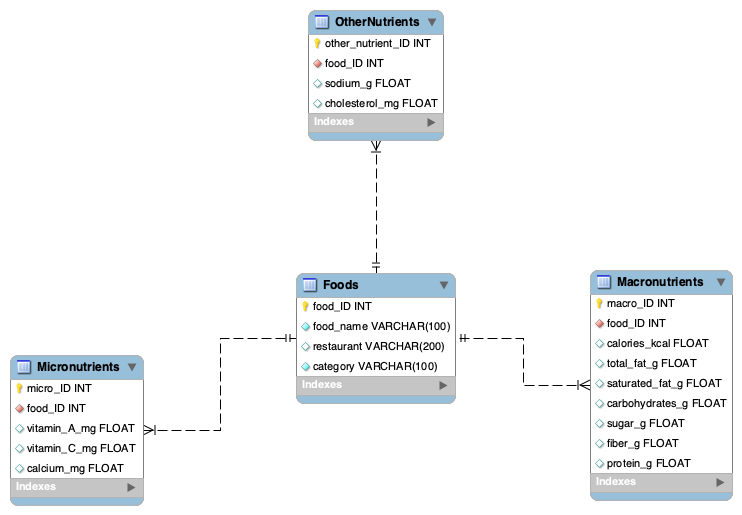 OtherNutrients
other_nutrient_ID INT
food_ID INT
sodium_g FLOAT
cholesterol_mg FLOAT
Indexes
Foods
food_ID INT
food_name VARCHAR(100)
restaurant VARCHAR(200)
category VARCHAR(100)
Indexes
Macronutrients
macro_ID INT
food_ID INT
calories_kcal FLOAT
total_fat_g FLOAT
saturated_fat_g FLOAT
carbohydrates_g FLOAT
sugar_g FLOAT
fiber_g FLOAT
protein_g FLOAT
Indexes
Micronutrients
micro_ID INT
food_ID INT
vitamin_A_mg FLOAT
vitamin_C_mg FLOAT
calcium_mg FLOAT
Indexes